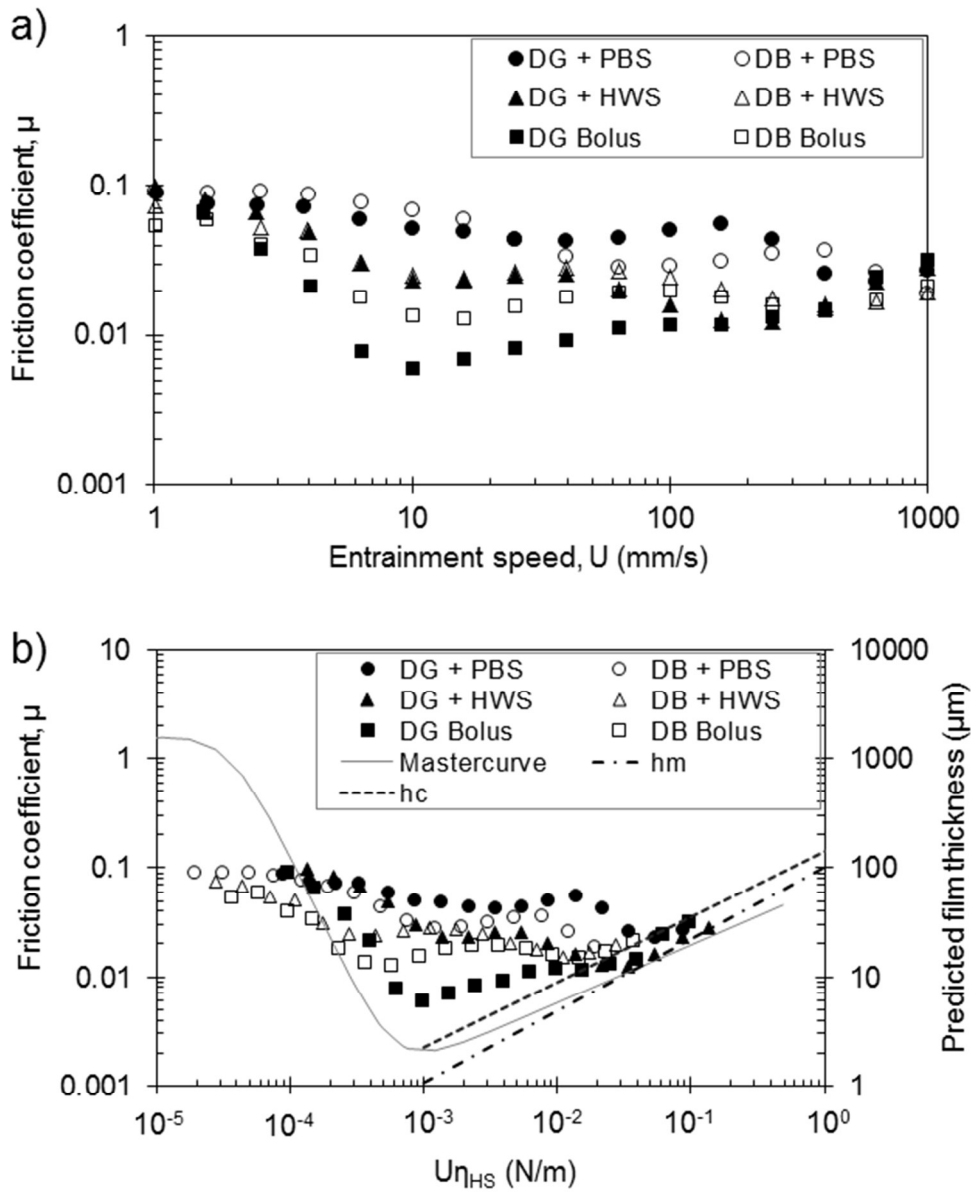 a)
1
0.1
0.01
0.001
Friction coefficient, μ
● DG + PBS ○ DB + PBS
▲ DG + HWS △ DB + HWS
■ DG Bolus □ DB Bolus
1 10 100 1000
Entrainment speed, U (mm/s)
b)
10
1
0.1
0.01
0.001
Friction coefficient, μ
● DG + PBS ○ DB + PBS
▲ DG + HWS △ DB + HWS
■ DG Bolus □ DB Bolus
Mastercurve hm
hc
10000
1000
100
10
1
Predicted film thickness (μm)
10⁻⁵ 10⁻⁴ 10⁻³ 10⁻² 10⁻¹ 10⁰
Uη_HS (N/m)